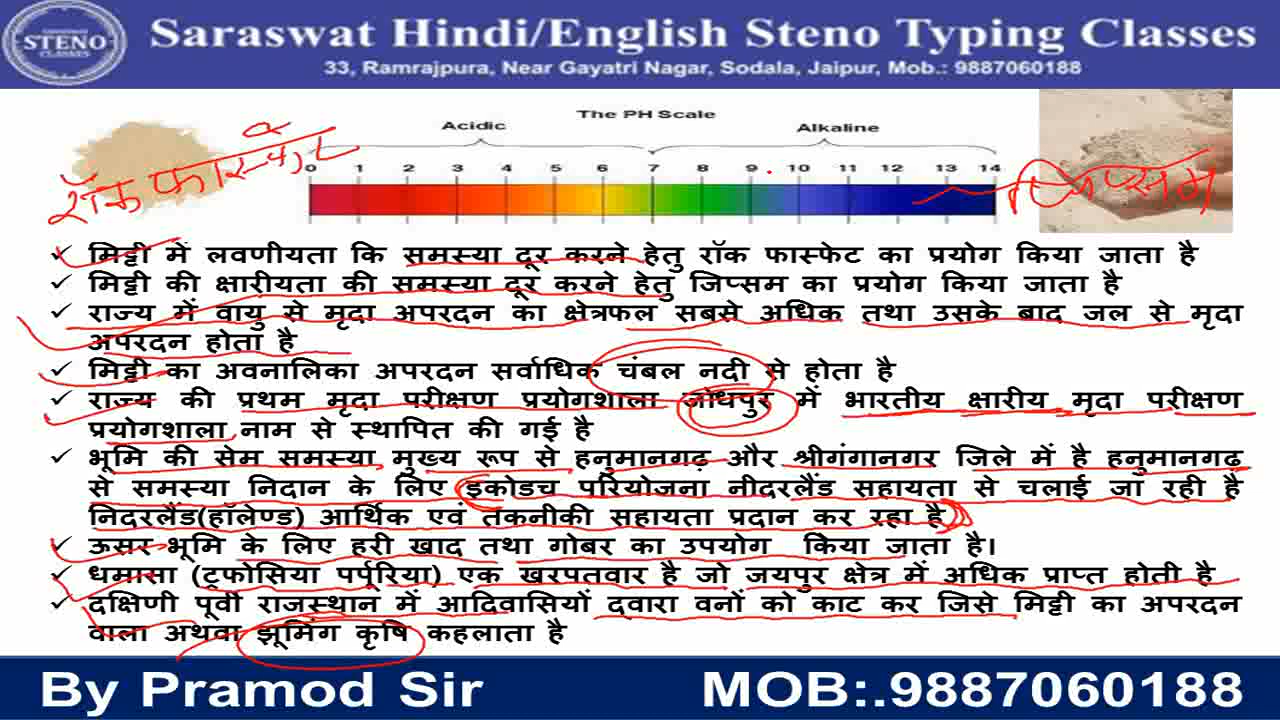 STENO
CLASSES
Saraswat Hindi/English Steno Typing Classes
33, Ramrajpura, Near Gayatri Nagar, Sodala, Jaipur, Mob.: 9887060188
The PH Scale
Acidic Alkaline
0 1 2 3 4 5 6 7 8 9 10 11 12 13 14
रॉक फास्फेट
जिप्सम
✓ मिट्टी में लवणीयता कि समस्या दूर करने हेतु रॉक फास्फेट का प्रयोग किया जाता है
✓ मिट्टी की क्षारीयता की समस्या दूर करने हेतु जिप्सम का प्रयोग किया जाता है
✓ राज्य में वायु से मृदा अपरदन का क्षेत्रफल सबसे अधिक तथा उसके बाद जल से मृदा
अपरदन होता है
✓ मिट्टी का अवनालिका अपरदन सर्वाधिक चंबल नदी से होता है
✓ राज्य की प्रथम मृदा परीक्षण प्रयोगशाला जोधपुर में भारतीय क्षारीय मृदा परीक्षण
प्रयोगशाला नाम से स्थापित की गई है
✓ भूमि की सेम समस्या मुख्य रूप से हनुमानगढ़ और श्रीगंगानगर जिले में है हनुमानगढ़
से समस्या निदान के लिए इकोडच परियोजना नीदरलैंड सहायता से चलाई जा रही है
निदरलैंड(हॉलेण्ड) आर्थिक एवं तकनीकी सहायता प्रदान कर रहा है
✓ ऊसर भूमि के लिए हरी खाद तथा गोबर का उपयोग किया जाता है।
✓ धमासा (टूफोसिया पर्पूरिया) एक खरपतवार है जो जयपुर क्षेत्र में अधिक प्राप्त होती है
✓ दक्षिणी पूर्वी राजस्थान में आदिवासियों द्वारा वनों को काट कर जिसे मिट्टी का अपरदन
वाला अथवा झूमिंग कृषि कहलाता है
By Pramod Sir MOB:.9887060188